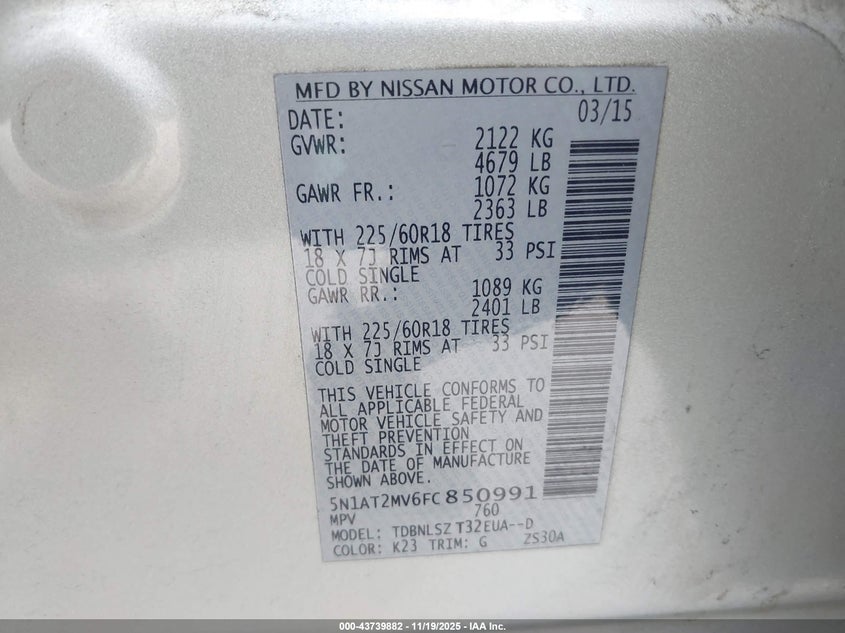 MFD BY NISSAN MOTOR CO., LTD.
DATE: 03/15
GVWR: 2122 KG
4679 LB
GAWR FR.: 1072 KG
2363 LB
WITH 225/60R18 TIRES
18 X 7J RIMS AT 33 PSI
COLD SINGLE
GAWR RR.: 1089 KG
2401 LB
WITH 225/60R18 TIRES
18 X 7J RIMS AT 33 PSI
COLD SINGLE
THIS VEHICLE CONFORMS TO
ALL APPLICABLE FEDERAL
MOTOR VEHICLE SAFETY AND
THEFT PREVENTION
STANDARDS IN EFFECT ON
THE DATE OF MANUFACTURE
SHOWN ABOVE.
5N1AT2MV6FC850991
MPV 760
MODEL: TDBNLSZ T32EUA--D
COLOR: K23 TRIM: G ZS30A
000-43739882 - 11/19/2025 - IAA Inc.